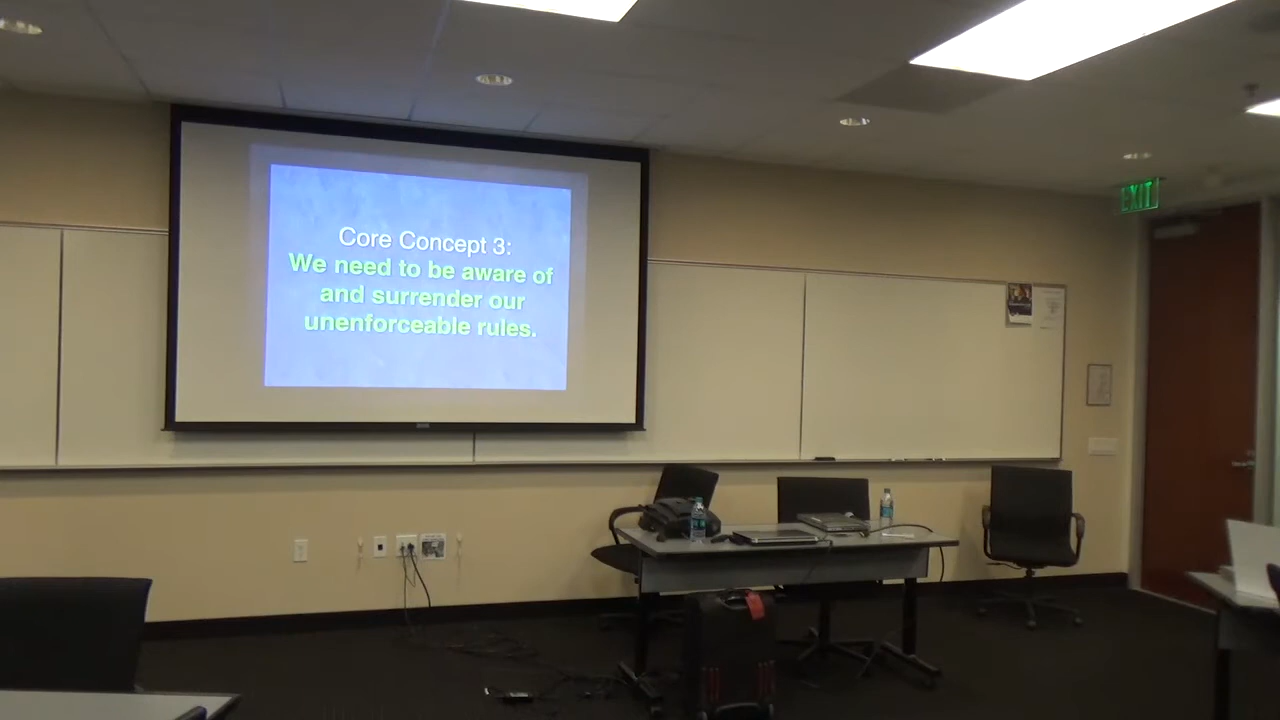 Core Concept 3:
We need to be aware of
and surrender our
unenforceable rules.
EXIT